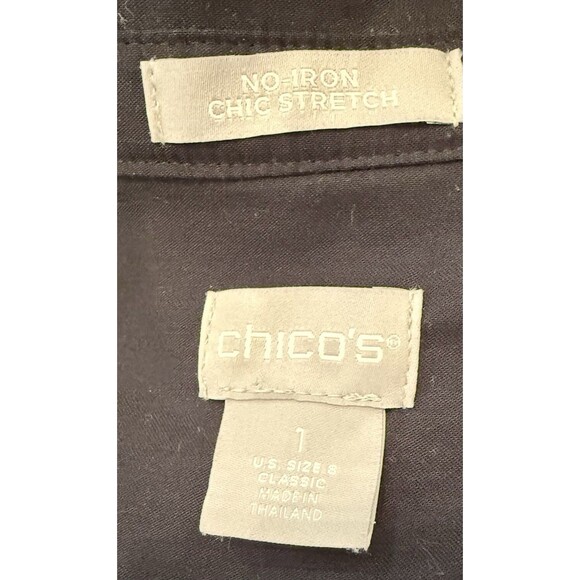 NO-IRON
CHIC STRETCH
chico's®
1
U.S. SIZE 8
CLASSIC
MADE IN
THAILAND